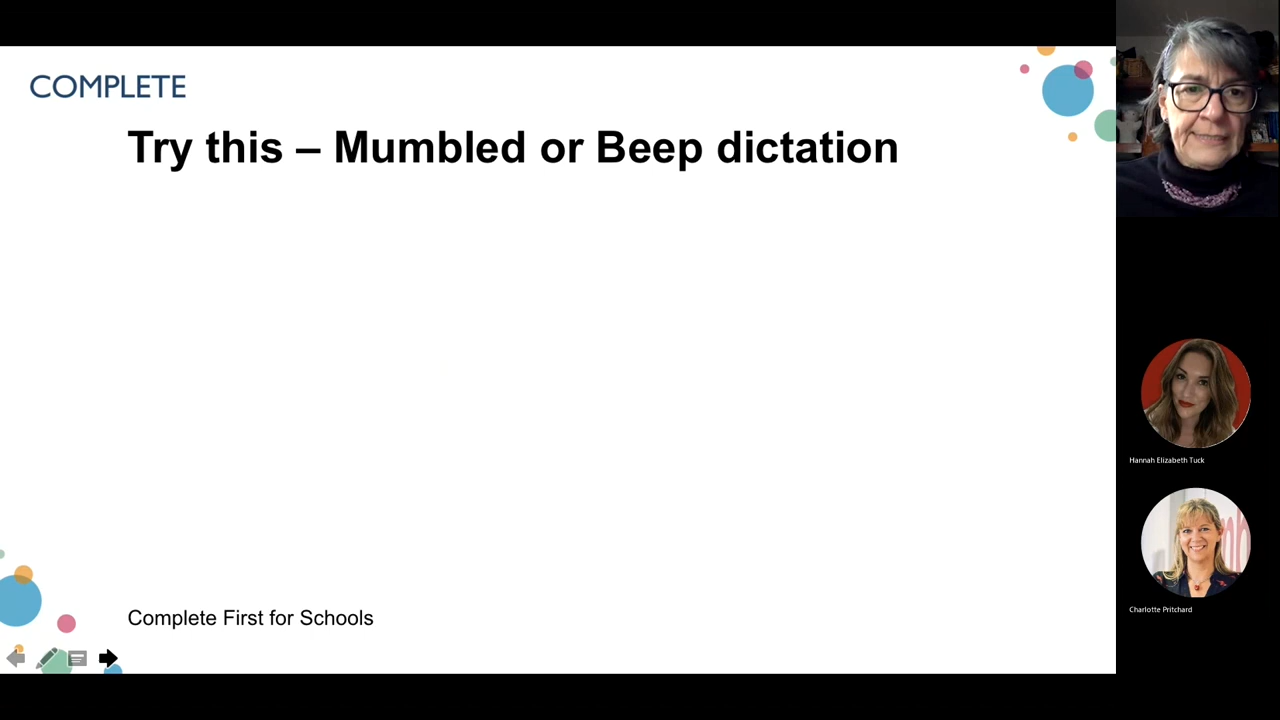 COMPLETE
Try this – Mumbled or Beep dictation
Complete First for Schools
Hannah Elizabeth Tuck
Charlotte Pritchard